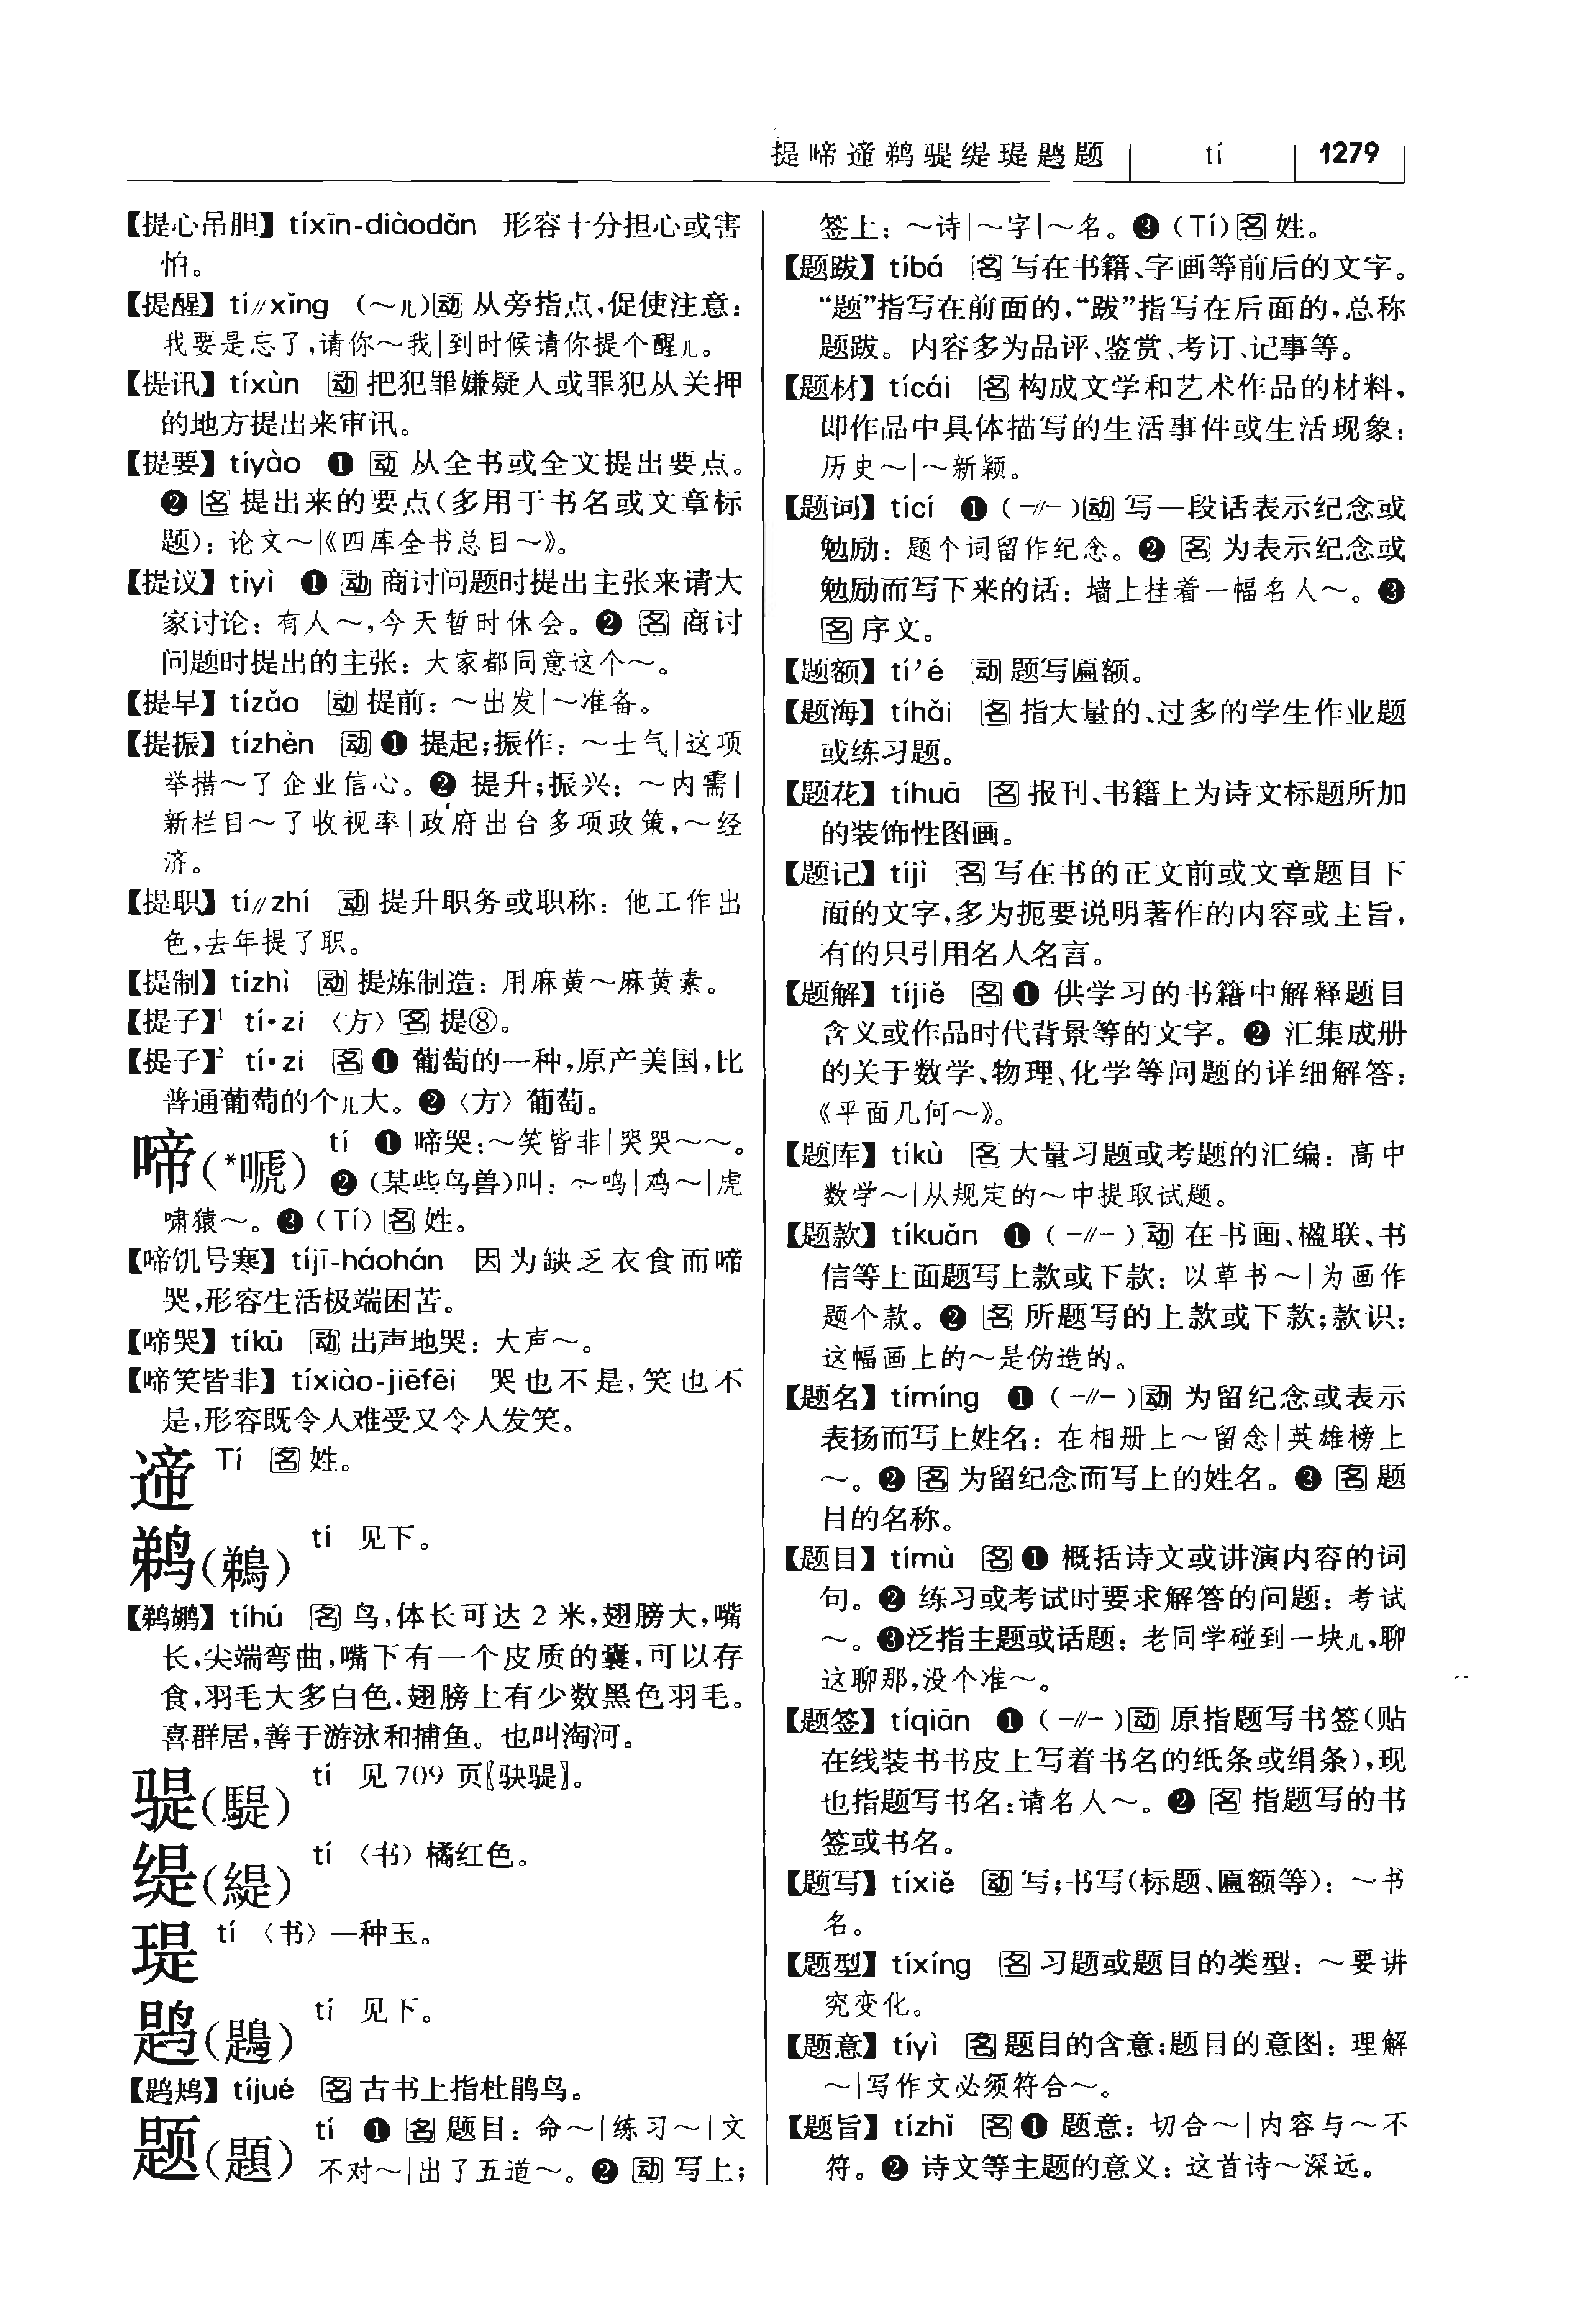 提啼遆鹈騠缇瑅鶗题 tí 1279
【提心吊胆】 tíxīn-diàodǎn 形容十分担心或害
怕。
【提醒】 tí∥xǐng （～儿）动 从旁指点，促使注意：
我要是忘了，请你～我|到时候请你提个醒儿。
【提讯】 tíxùn 动 把犯罪嫌疑人或罪犯从关押
的地方提出来审讯。
【提要】 tíyào ❶ 动 从全书或全文提出要点。
❷ 名 提出来的要点（多用于书名或文章标
题）：论文～|《四库全书总目～》。
【提议】 tíyì ❶ 动 商讨问题时提出主张来请大
家讨论：有人～，今天暂时休会。❷ 名 商讨
问题时提出的主张：大家都同意这个～。
【提早】 tízǎo 动 提前：～出发|～准备。
【提振】 tízhèn 动 ❶ 提起；振作：～士气|这项
举措～了企业信心。❷ 提升；振兴：～内需|
新栏目～了收视率|政府出台多项政策，～经
济。
【提职】 tí∥zhí 动 提升职务或职称：他工作出
色，去年提了职。
【提制】 tízhì 动 提炼制造：用麻黄～麻黄素。
【提子】¹ tí·zi 〈方〉名 提⑧。
【提子】² tí·zi 名 ❶ 葡萄的一种，原产美国，比
普通葡萄的个儿大。❷〈方〉葡萄。
啼（*嗁） tí ❶ 啼哭：～笑皆非|哭哭～～。
❷（某些鸟兽）叫：～鸣|鸡～|虎
啸猿～。❸（Tí）名 姓。
【啼饥号寒】 tíjī-háohán 因为缺乏衣食而啼
哭，形容生活极端困苦。
【啼哭】 tíkū 动 出声地哭：大声～。
【啼笑皆非】 tíxiào-jiēfēi 哭也不是，笑也不
是，形容既令人难受又令人发笑。
遆 Tí 名 姓。
鹈（鵜） tí 见下。
【鹈鹕】 tíhú 名 鸟，体长可达 2 米，翅膀大，嘴
长，尖端弯曲，嘴下有一个皮质的囊，可以存
食，羽毛大多白色，翅膀上有少数黑色羽毛。
喜群居，善于游泳和捕鱼。也叫淘河。
騠（騠） tí 见 709 页〖𫘝騠〗。
缇（緹） tí 〈书〉橘红色。
瑅 tí 〈书〉一种玉。
鶗（鶗） tí 见下。
【鶗鴂】 tíjué 名 古书上指杜鹃鸟。
题（題） tí ❶ 名 题目：命～|练习～|文
不对～|出了五道～。❷ 动 写上；
签上：～诗|～字|～名。❸（Tí）名 姓。
【题跋】 tíbá 名 写在书籍、字画等前后的文字。
“题”指写在前面的，“跋”指写在后面的，总称
题跋。内容多为品评、鉴赏、考订、记事等。
【题材】 tícái 名 构成文学和艺术作品的材料，
即作品中具体描写的生活事件或生活现象：
历史～|～新颖。
【题词】 tící ❶（－∥－）动 写一段话表示纪念或
勉励：题个词留作纪念。❷ 名 为表示纪念或
勉励而写下来的话：墙上挂着一幅名人～。❸
名 序文。
【题额】 tí’é 动 题写匾额。
【题海】 tíhǎi 名 指大量的、过多的学生作业题
或练习题。
【题花】 tíhuā 名 报刊、书籍上为诗文标题所加
的装饰性图画。
【题记】 tíjì 名 写在书的正文前或文章题目下
面的文字，多为扼要说明著作的内容或主旨，
有的只引用名人名言。
【题解】 tíjiě 名 ❶ 供学习的书籍中解释题目
含义或作品时代背景等的文字。❷ 汇集成册
的关于数学、物理、化学等问题的详细解答：
《平面几何～》。
【题库】 tíkù 名 大量习题或考题的汇编：高中
数学～|从规定的～中提取试题。
【题款】 tíkuǎn ❶（－∥－）动 在书画、楹联、书
信等上面题写上款或下款：以草书～|为画作
题个款。❷ 名 所题写的上款或下款；款识：
这幅画上的～是伪造的。
【题名】 tímíng ❶（－∥－）动 为留纪念或表示
表扬而写上姓名：在相册上～留念|英雄榜上
～。❷ 名 为留纪念而写上的姓名。❸ 名 题
目的名称。
【题目】 tímù 名 ❶ 概括诗文或讲演内容的词
句。❷ 练习或考试时要求解答的问题：考试
～。❸泛指主题或话题：老同学碰到一块儿，聊
这聊那，没个准～。
【题签】 tíqiān ❶（－∥－）动 原指题写书签（贴
在线装书书皮上写着书名的纸条或绢条），现
也指题写书名：请名人～。❷ 名 指题写的书
签或书名。
【题写】 tíxiě 动 写；书写（标题、匾额等）：～书
名。
【题型】 tíxíng 名 习题或题目的类型：～要讲
究变化。
【题意】 tíyì 名 题目的含意；题目的意图：理解
～|写作文必须符合～。
【题旨】 tízhǐ 名 ❶ 题意：切合～|内容与～不
符。❷ 诗文等主题的意义：这首诗～深远。